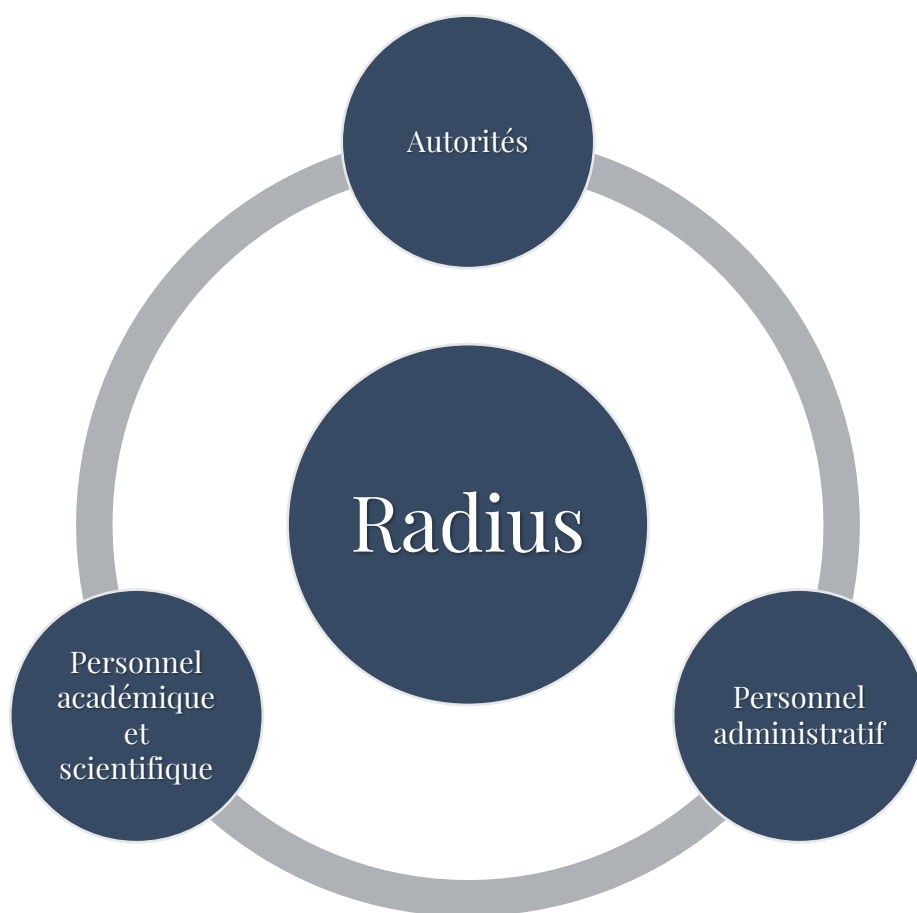 Autorités
Radius
Personnel
académique
et
scientifique
Personnel
administratif